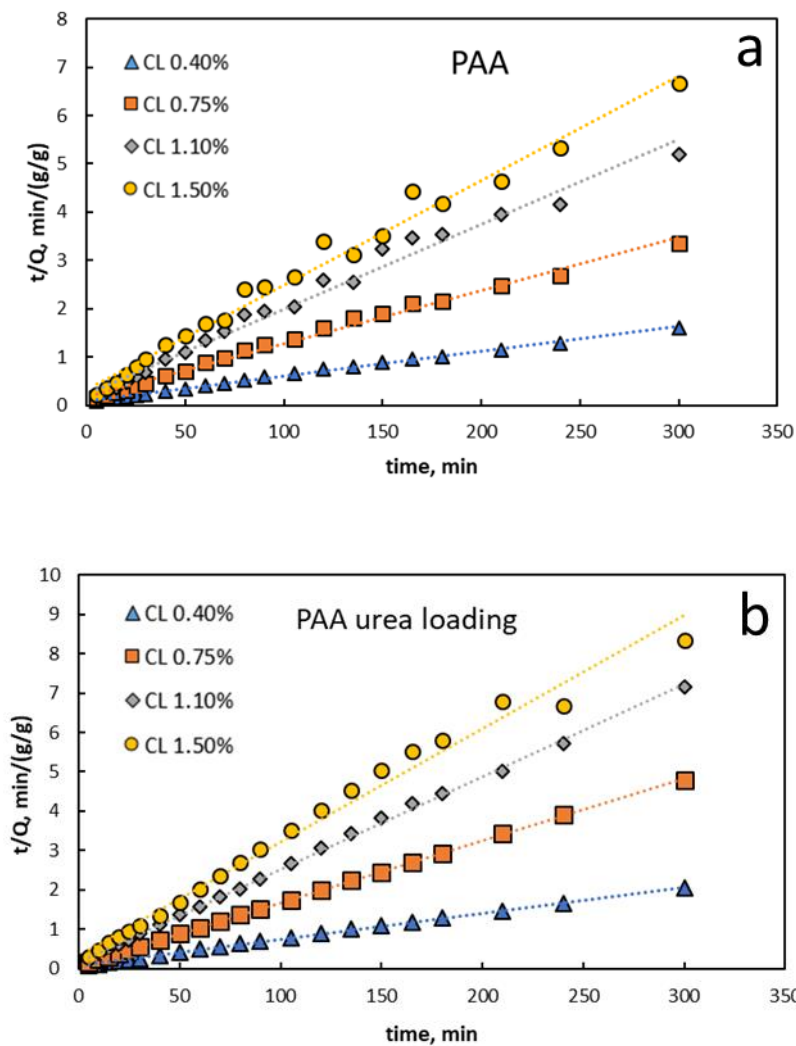 a
PAA
CL 0.40%
CL 0.75%
CL 1.10%
CL 1.50%
t/Q, min/(g/g)
8
7
6
5
4
3
2
1
0
0 50 100 150 200 250 300 350
time, min
b
PAA urea loading
CL 0.40%
CL 0.75%
CL 1.10%
CL 1.50%
t/Q, min/(g/g)
10
9
8
7
6
5
4
3
2
1
0
0 50 100 150 200 250 300 350
time, min